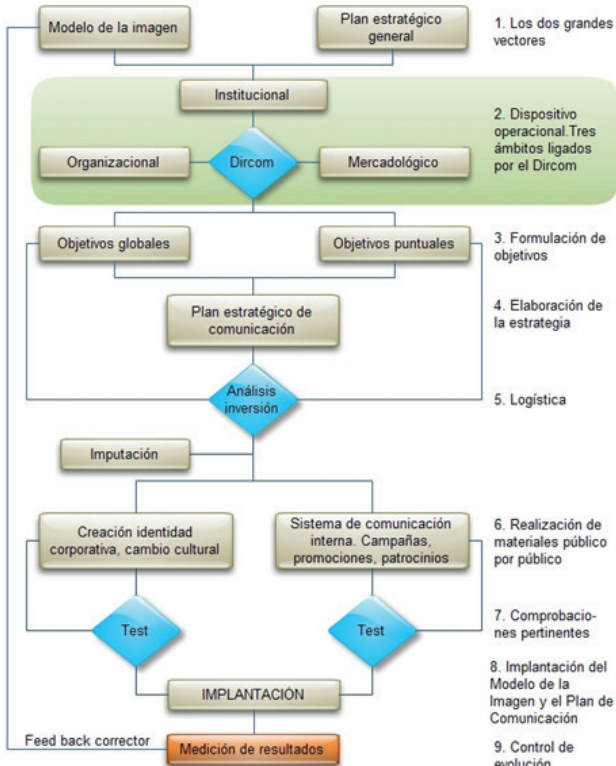 Modelo de la imagen
Plan estratégico
general
1. Los dos grandes
vectores
Institucional
2. Dispositivo
operacional.Tres
ámbitos ligados
por el Dircom
Organizacional
Dircom
Mercadológico
Objetivos globales
Objetivos puntuales
3. Formulación de
objetivos
Plan estratégico de
comunicación
4. Elaboración de
la estrategia
Análisis
inversión
5. Logística
Imputación
Creación identidad
corporativa, cambio cultural
Sistema de comunicación
interna. Campañas,
promociones, patrocinios
6. Realización de
materiales público
por público
Test
Test
7. Comprobacio-
nes pertinentes
IMPLANTACIÓN
8. Implantación del
Modelo de la
Imagen y el Plan de
Comunicación
Feed back corrector
Medición de resultados
9. Control de
evolución